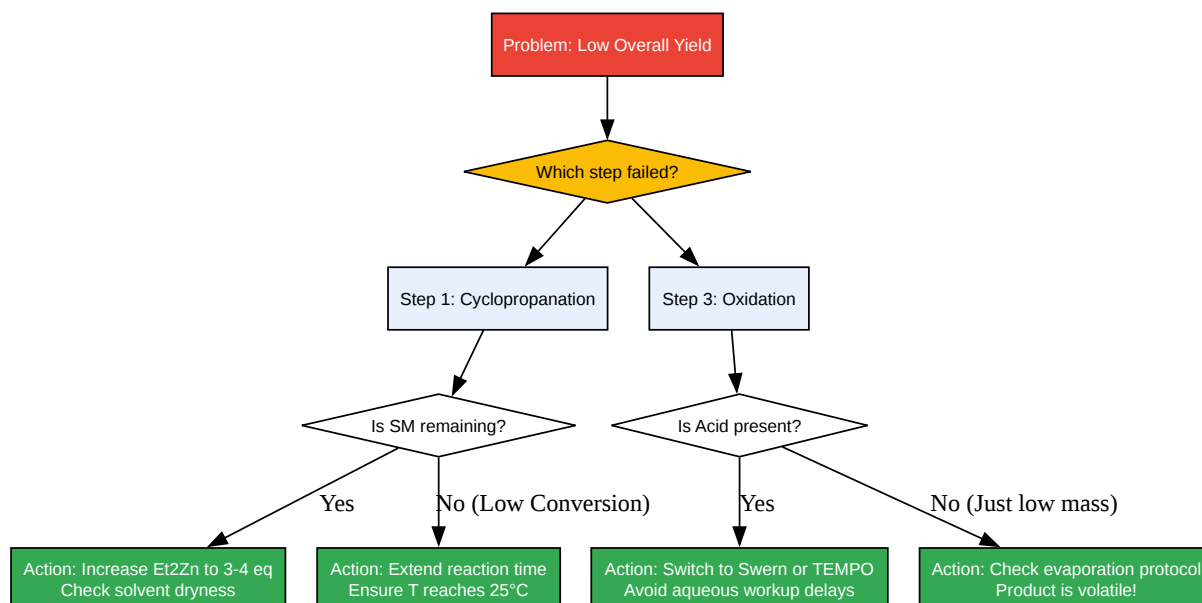 Problem: Low Overall Yield
Which step failed?
Step 1: Cyclopropanation
Step 3: Oxidation
Is SM remaining?
Is Acid present?
Yes
No (Low Conversion)
Yes
No (Just low mass)
Action: Increase Et2Zn to 3-4 eq
Check solvent dryness
Action: Extend reaction time
Ensure T reaches 25°C
Action: Switch to Swern or TEMPO
Avoid aqueous workup delays
Action: Check evaporation protocol
Product is volatile!